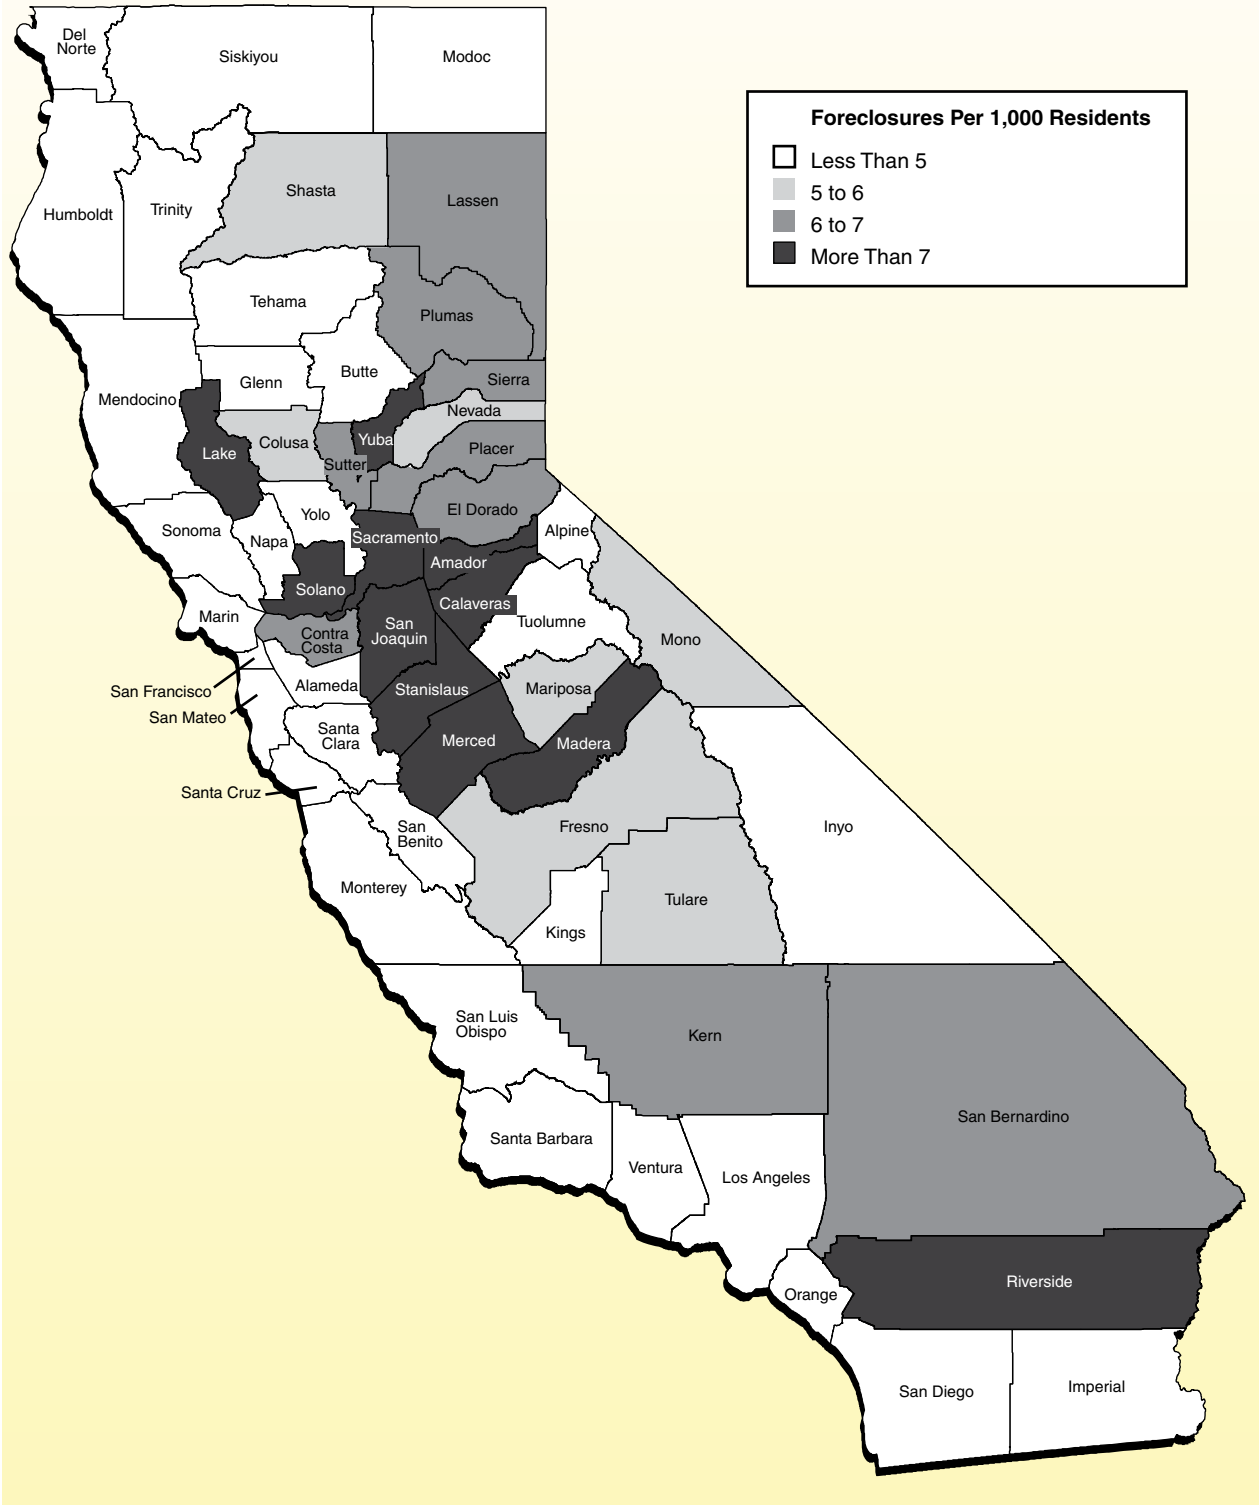 Del
Norte
Siskiyou
Modoc
Foreclosures Per 1,000 Residents
Less Than 5
5 to 6
6 to 7
More Than 7
Shasta
Lassen
Humboldt
Trinity
Tehama
Plumas
Butte
Glenn
Sierra
Mendocino
Nevada
Colusa
Yuba
Placer
Lake
Sutter
El Dorado
Yolo
Sonoma
Alpine
Napa
Sacramento
Amador
Solano
Calaveras
Marin
Tuolumne
San
Joaquin
Contra
Costa
Mono
Alameda
Stanislaus
Mariposa
San Francisco
San Mateo
Santa
Clara
Merced
Madera
Santa Cruz
San
Benito
Fresno
Inyo
Monterey
Tulare
Kings
San Luis
Obispo
Kern
San Bernardino
Santa Barbara
Ventura
Los Angeles
Riverside
Orange
San Diego
Imperial